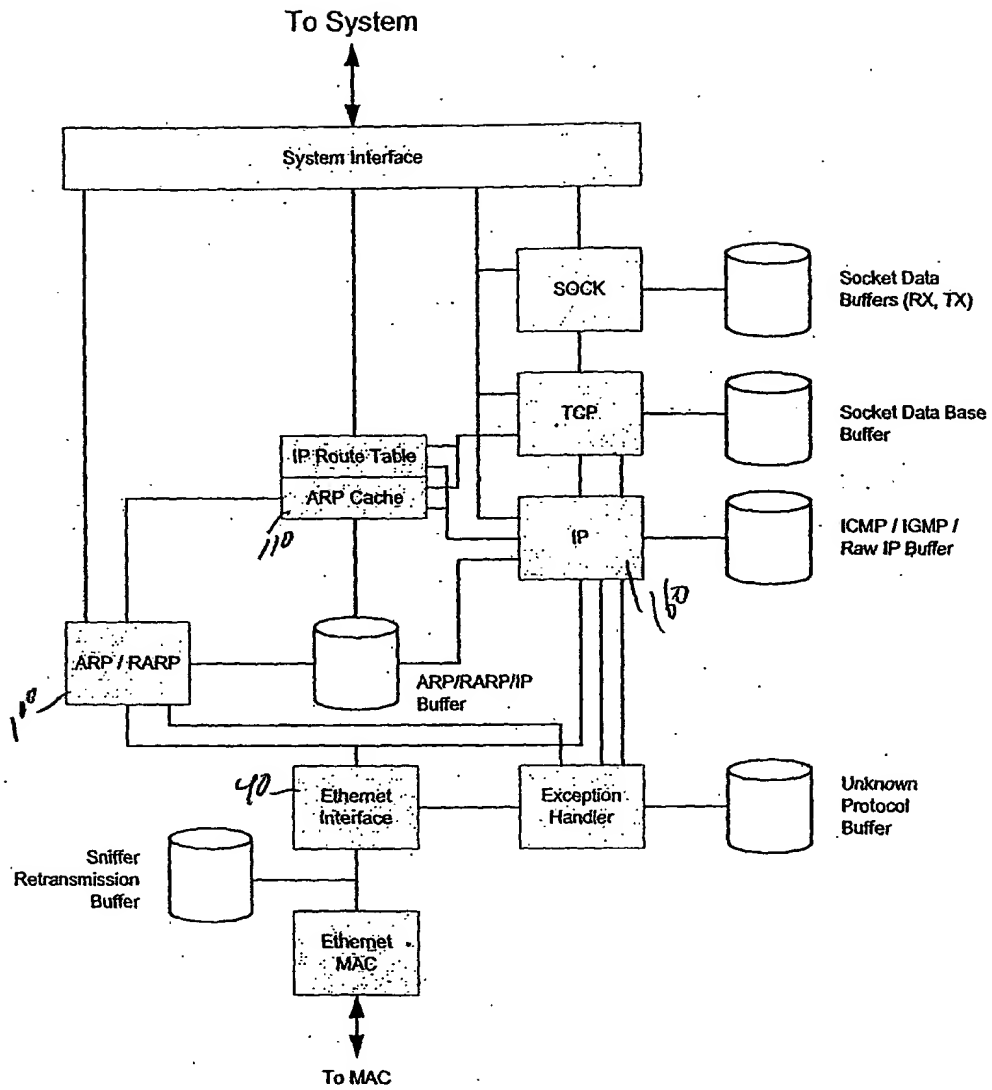 To System
System Interface
SOCK
Socket Data
Buffers (RX, TX)
TCP
Socket Data Base
Buffer
IP Route Table
ARP Cache
110
IP
160
ICMP / IGMP /
Raw IP Buffer
ARP / RARP
ARP/RARP/IP
Buffer
40
Ethernet
Interface
Exception
Handler
Unknown
Protocol
Buffer
Sniffer
Retransmission
Buffer
Ethernet
MAC
To MAC